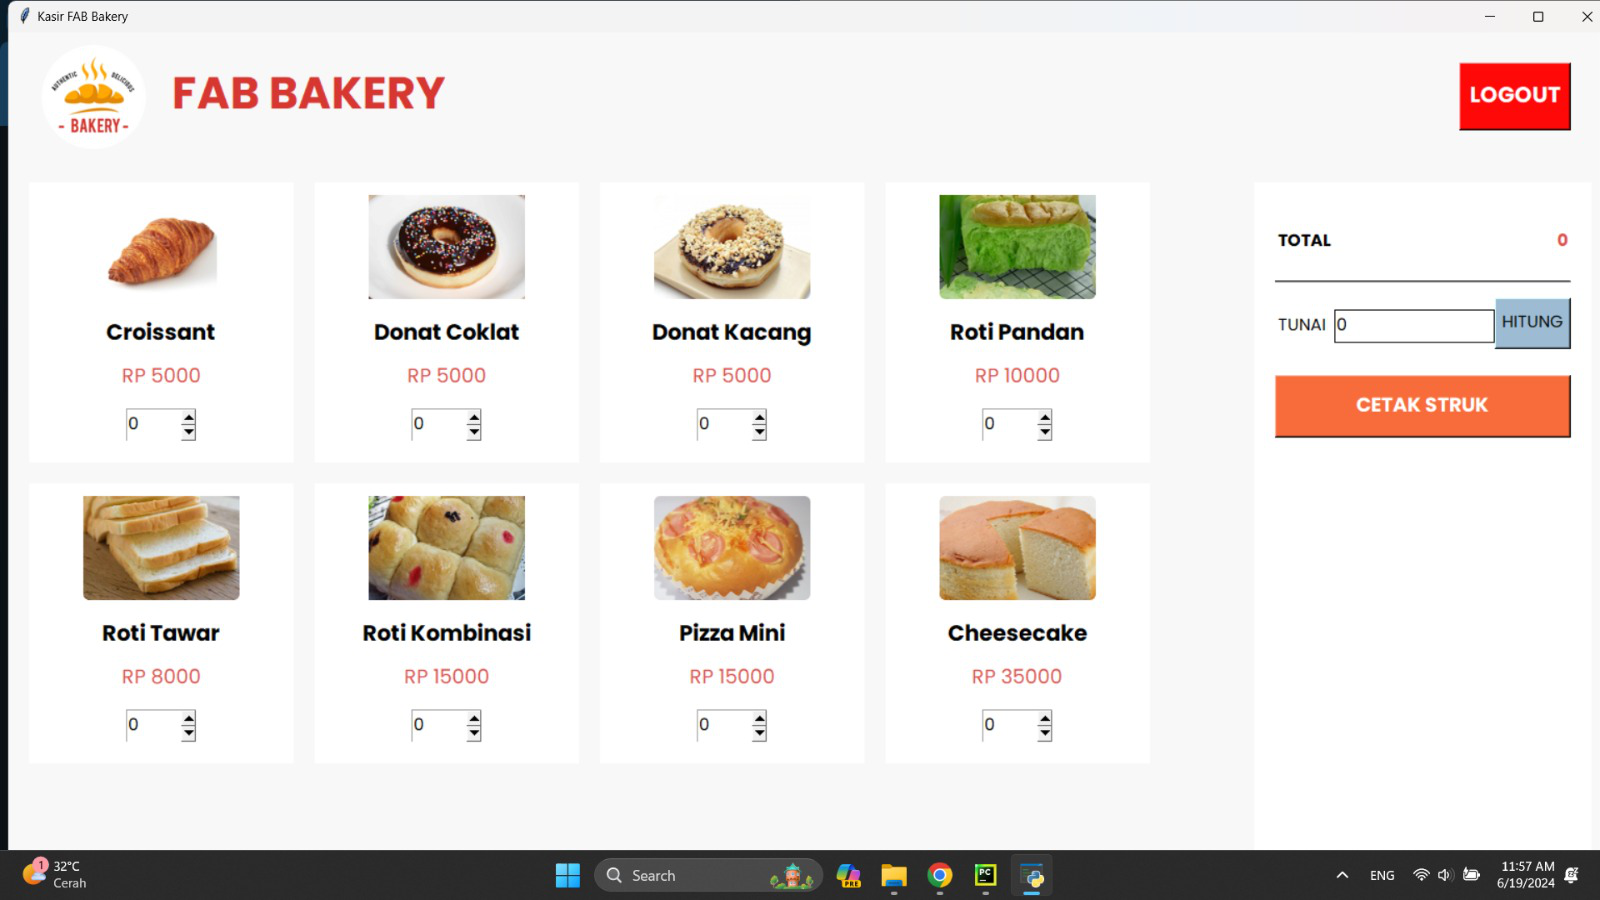 Kasir FAB Bakery
AUTHENTIC DELICIOUS
- BAKERY -
FAB BAKERY
LOGOUT
Croissant
RP 5000
0
Donat Coklat
RP 5000
0
Donat Kacang
RP 5000
0
Roti Pandan
RP 10000
0
Roti Tawar
RP 8000
0
Roti Kombinasi
RP 15000
0
Pizza Mini
RP 15000
0
Cheesecake
RP 35000
0
TOTAL 0
TUNAI 0 HITUNG
CETAK STRUK
1
32°C
Cerah
Search
PRE
PC
ENG
11:57 AM
6/19/2024